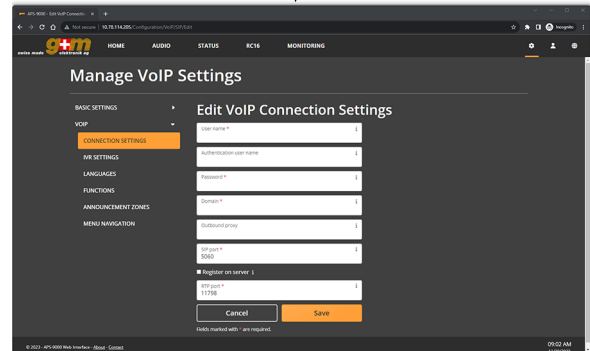 APS-9000 - Edit VoIP Connectio
Not secure | 10.78.114.205/Configuration/VoIP/SIP/Edit
Incognito
swiss made g+m elektronik ag
HOME AUDIO STATUS RC16 MONITORING
Manage VoIP Settings
BASIC SETTINGS
VOIP
CONNECTION SETTINGS
IVR SETTINGS
LANGUAGES
FUNCTIONS
ANNOUNCEMENT ZONES
MENU NAVIGATION
Edit VoIP Connection Settings
User name *
Authentication user name
Password *
Domain *
Outbound proxy
SIP port *
5060
Register on server
RTP port *
11798
Cancel Save
Fields marked with * are required.
© 2023 - APS-9000 Web Interface - About - Contact
09:02 AM